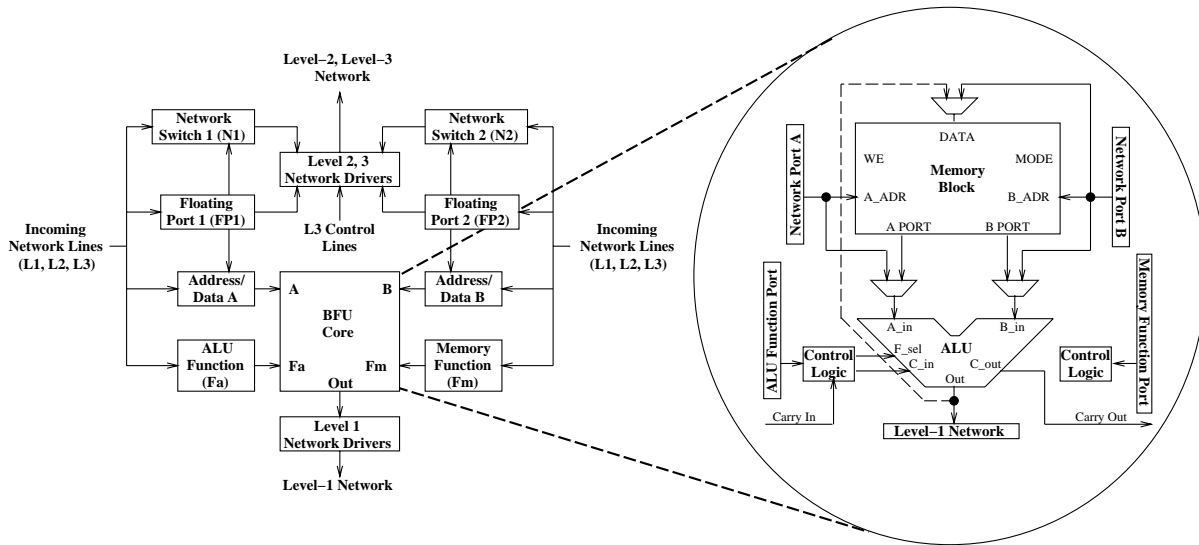 Level−2, Level−3
Network
Network
Switch 1 (N1)
Network
Switch 2 (N2)
Level 2, 3
Network Drivers
Floating
Port 1 (FP1)
Floating
Port 2 (FP2)
L3 Control
Lines
Incoming
Network Lines
(L1, L2, L3)
Incoming
Network Lines
(L1, L2, L3)
Address/
Data A
Address/
Data B
A
B
BFU
Core
ALU
Function
(Fa)
Fa
Fm
Memory
Function (Fm)
Out
Level 1
Network Drivers
Level−1 Network
Network Port A
Network Port B
DATA
WE
Memory
Block
MODE
A_ADR
B_ADR
A PORT
B PORT
ALU Function Port
Memory Function Port
A_in
B_in
F_sel
ALU
C_in
C_out
Out
Control
Logic
Control
Logic
Carry In
Carry Out
Level−1 Network